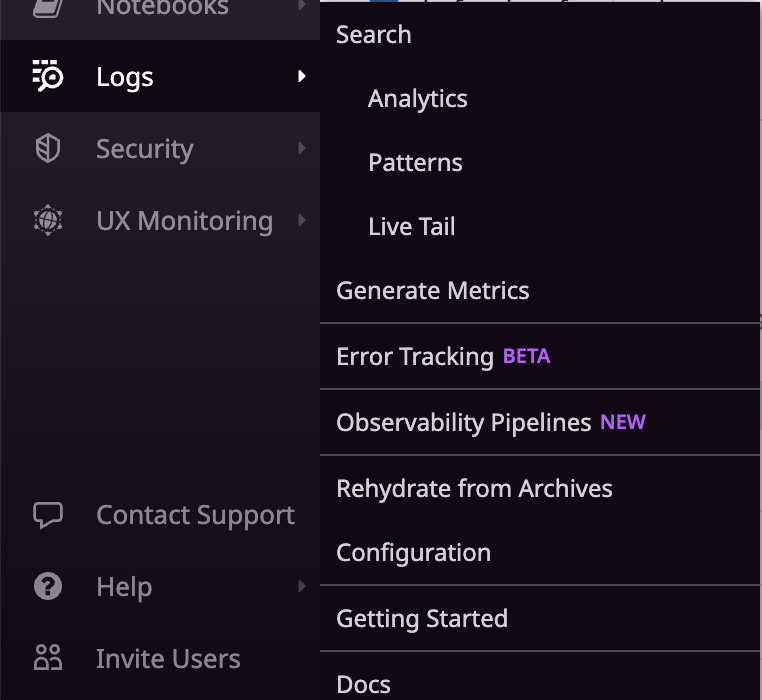 Notebooks
Logs
Security
UX Monitoring
Contact Support
Help
Invite Users
Search
Analytics
Patterns
Live Tail
Generate Metrics
Error Tracking BETA
Observability Pipelines NEW
Rehydrate from Archives
Configuration
Getting Started
Docs